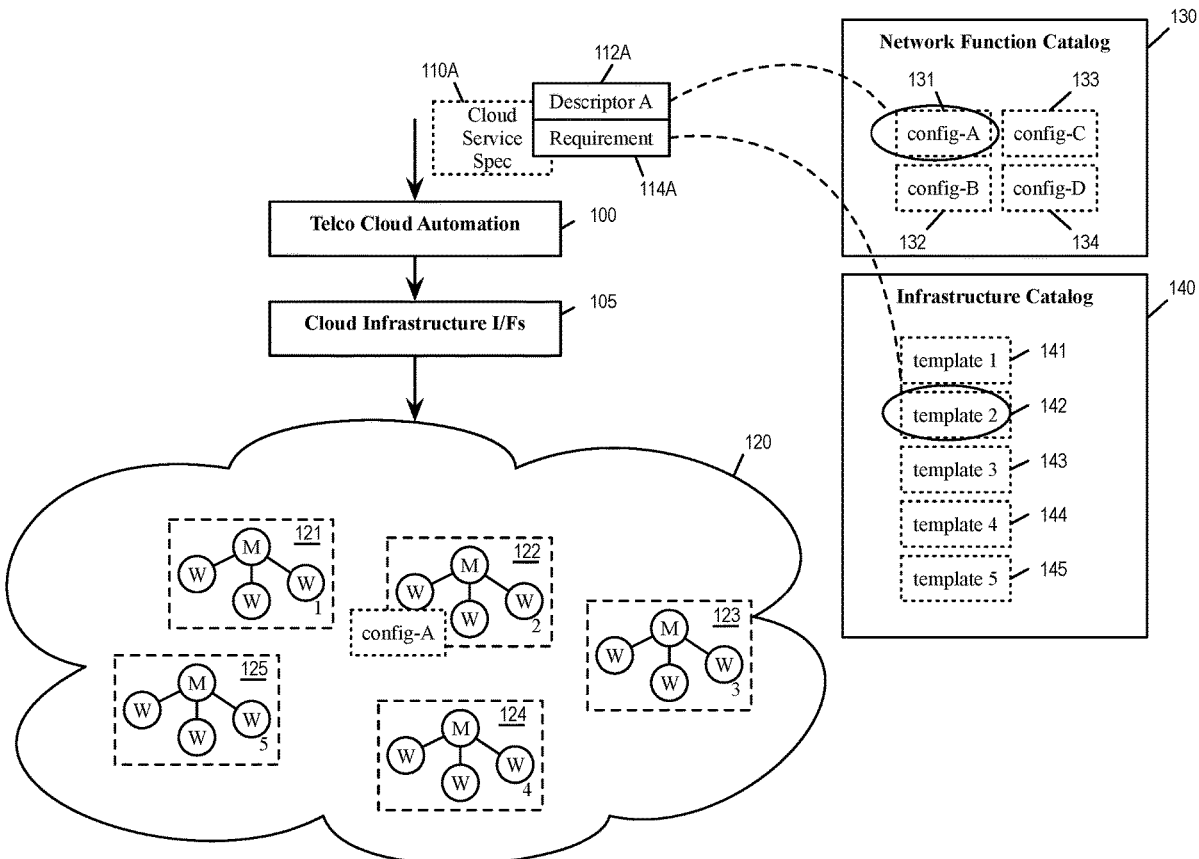 130
Network Function Catalog
112A
110A
131
133
Descriptor A
Cloud
Service
Spec
Requirement
config-A
config-C
114A
config-B
config-D
132
134
Telco Cloud Automation
100
140
Infrastructure Catalog
Cloud Infrastructure I/Fs
105
template 1
141
template 2
142
template 3
143
template 4
144
template 5
145
120
121
M
W
W
W
1
122
M
W
W
W
2
config-A
123
M
W
W
W
3
125
M
W
W
W
5
124
M
W
W
W
4